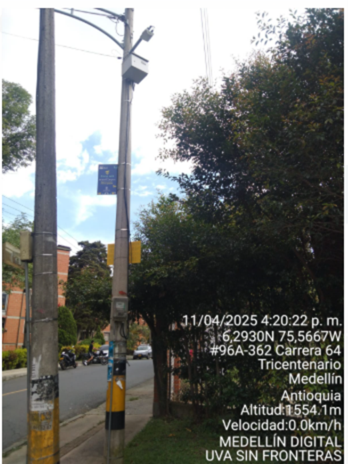 11/04/2025 4:20:22 p. m.
6,2930N 75,5667W
#96A-362 Carrera 64
Tricentenario
Medellín
Antioquia
Altitud:1554.1m
Velocidad:0.0km/h
MEDELLÍN DIGITAL
UVA SIN FRONTERAS